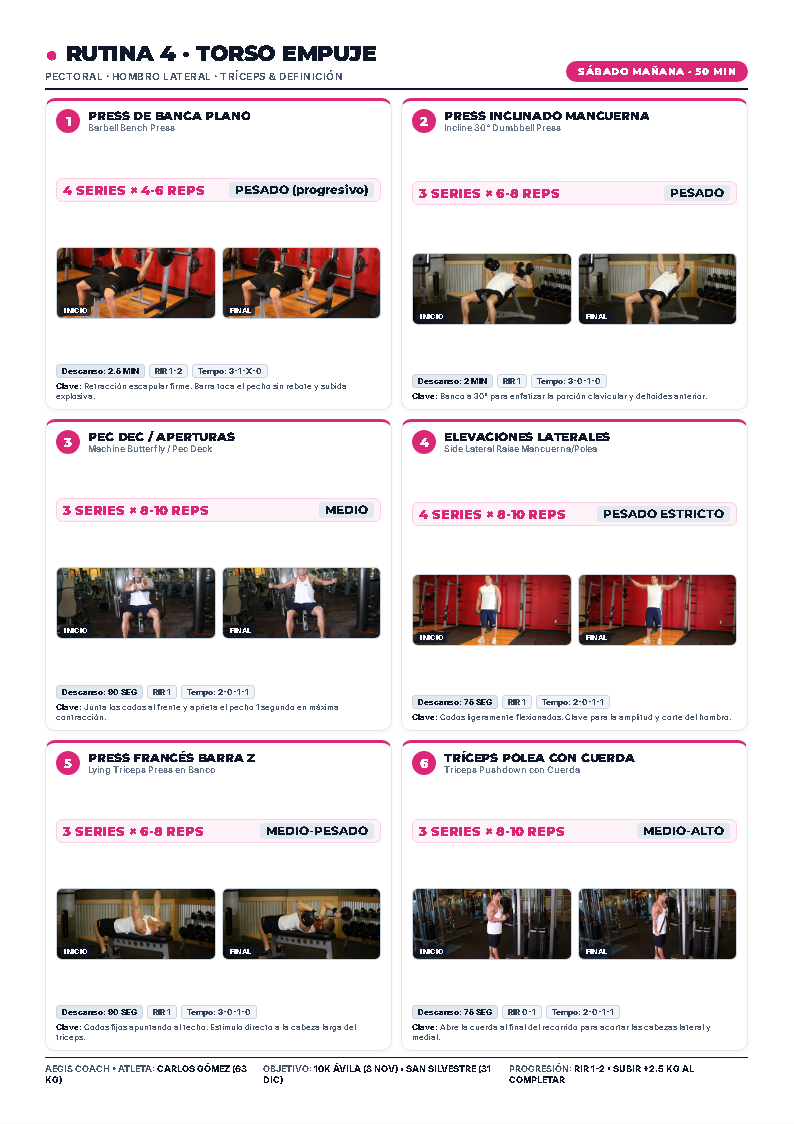 RUTINA 4 • TORSO EMPUJE
PECTORAL • HOMBRO LATERAL • TRÍCEPS & DEFINICIÓN
SÁBADO MAÑANA • 50 MIN
1 PRESS DE BANCA PLANO
Barbell Bench Press
4 SERIES × 4-6 REPS PESADO (progresivo)
INICIO FINAL
Descanso: 2.5 MIN RIR 1-2 Tempo: 3-1-X-0
Clave: Retracción escapular firme. Barra toca el pecho sin rebote y subida
explosiva.
2 PRESS INCLINADO MANCUERNA
Incline 30° Dumbbell Press
3 SERIES × 6-8 REPS PESADO
INICIO FINAL
Descanso: 2 MIN RIR 1 Tempo: 3-0-1-0
Clave: Banco a 30° para enfatizar la porción clavicular y deltoides anterior.
3 PEC DEC / APERTURAS
Machine Butterfly / Pec Deck
3 SERIES × 8-10 REPS MEDIO
INICIO FINAL
Descanso: 90 SEG RIR 1 Tempo: 2-0-1-1
Clave: Junta los codos al frente y aprieta el pecho 1 segundo en máxima
contracción.
4 ELEVACIONES LATERALES
Side Lateral Raise Mancuerna/Polea
4 SERIES × 8-10 REPS PESADO ESTRICTO
INICIO FINAL
Descanso: 75 SEG RIR 1 Tempo: 2-0-1-1
Clave: Codos ligeramente flexionados. Clave para la amplitud y corte del hombro.
5 PRESS FRANCÉS BARRA Z
Lying Triceps Press en Banco
3 SERIES × 6-8 REPS MEDIO-PESADO
INICIO FINAL
Descanso: 90 SEG RIR 1 Tempo: 3-0-1-0
Clave: Codos fijos apuntando al techo. Estímulo directo a la cabeza larga del
tríceps.
6 TRÍCEPS POLEA CON CUERDA
Triceps Pushdown con Cuerda
3 SERIES × 8-10 REPS MEDIO-ALTO
INICIO FINAL
Descanso: 75 SEG RIR 0-1 Tempo: 2-0-1-1
Clave: Abre la cuerda al final del recorrido para acortar las cabezas lateral y
medial.
AEGIS COACH • ATLETA: CARLOS GÓMEZ (63
KG)
OBJETIVO: 10K ÁVILA (8 NOV) • SAN SILVESTRE (31
DIC)
PROGRESIÓN: RIR 1-2 • SUBIR +2.5 KG AL
COMPLETAR